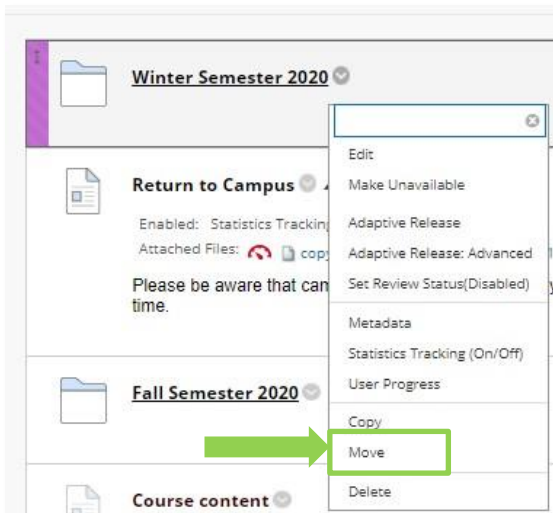 Winter Semester 2020
Edit
Return to Campus
Make Unavailable
Enabled: Statistics Tracking
Adaptive Release
Attached Files: copy
Adaptive Release: Advanced
Please be aware that can
Set Review Status(Disabled)
time.
Metadata
Statistics Tracking (On/Off)
Fall Semester 2020
User Progress
Copy
Move
Course content
Delete